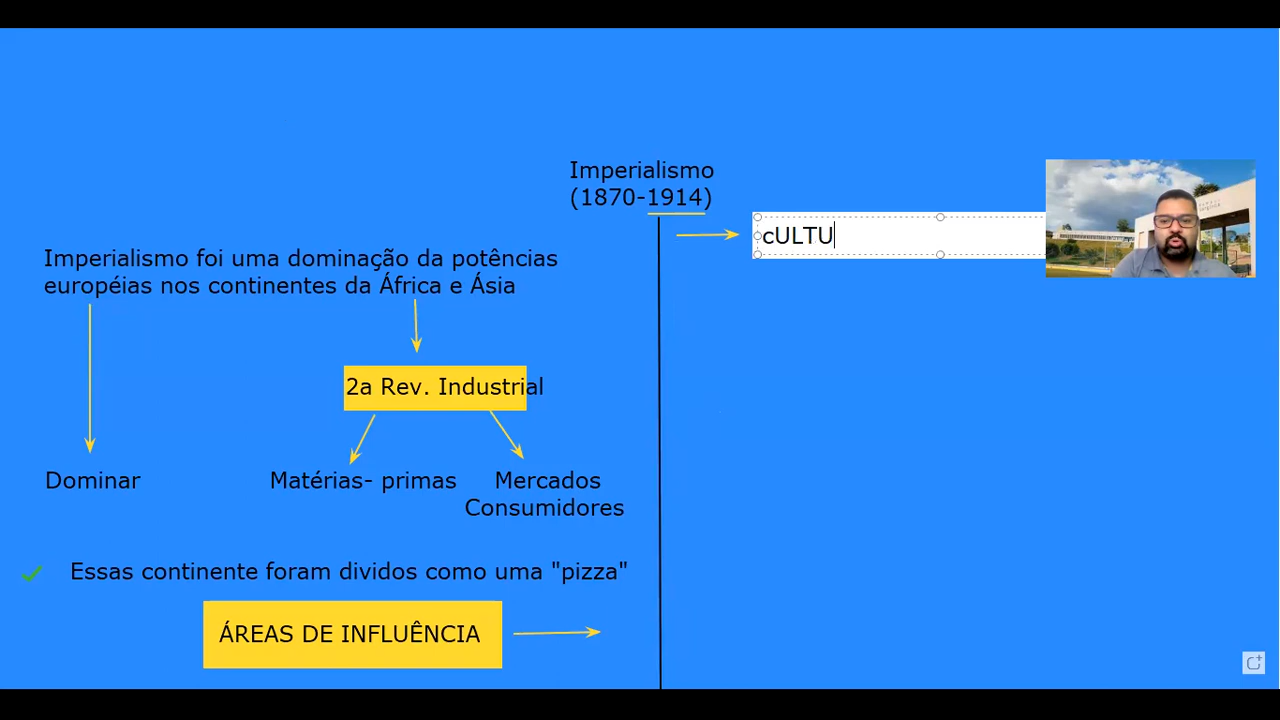 Imperialismo
(1870-1914)
cULTU
Imperialismo foi uma dominação da potências
européias nos continentes da África e Ásia
2a Rev. Industrial
Dominar
Matérias- primas
Mercados
Consumidores
Essas continente foram dividos como uma "pizza"
ÁREAS DE INFLUÊNCIA